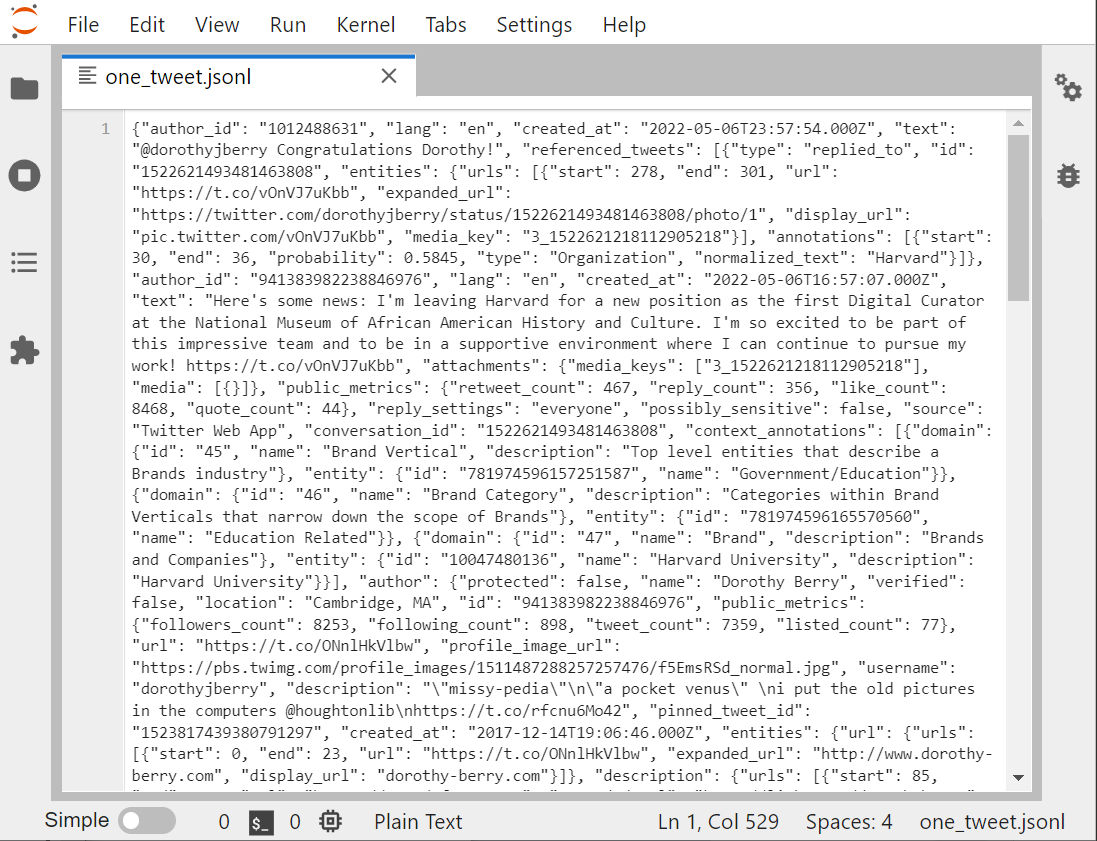 File Edit View Run Kernel Tabs Settings Help
one_tweet.jsonl
1
{"author_id": "1012488631", "lang": "en", "created_at": "2022-05-06T23:57:54.000Z", "text":
"@dorothyjberry Congratulations Dorothy!", "referenced_tweets": [{"type": "replied_to", "id":
"1522621493481463808", "entities": {"urls": [{"start": 278, "end": 301, "url":
"https://t.co/vOnVJ7uKbb", "expanded_url":
"https://twitter.com/dorothyjberry/status/1522621493481463808/photo/1", "display_url":
"pic.twitter.com/vOnVJ7uKbb", "media_key": "3_1522621218112905218"}], "annotations": [{"start":
30, "end": 36, "probability": 0.5845, "type": "Organization", "normalized_text": "Harvard"}]},
"author_id": "941383982238846976", "lang": "en", "created_at": "2022-05-06T16:57:07.000Z",
"text": "Here's some news: I'm leaving Harvard for a new position as the first Digital Curator
at the National Museum of African American History and Culture. I'm so excited to be part of
this impressive team and to be in a supportive environment where I can continue to pursue my
work! https://t.co/vOnVJ7uKbb", "attachments": {"media_keys": ["3_1522621218112905218"],
"media": [{}]}, "public_metrics": {"retweet_count": 467, "reply_count": 356, "like_count":
8468, "quote_count": 44}, "reply_settings": "everyone", "possibly_sensitive": false, "source":
"Twitter Web App", "conversation_id": "1522621493481463808", "context_annotations": [{"domain":
{"id": "45", "name": "Brand Vertical", "description": "Top level entities that describe a
Brands industry"}, "entity": {"id": "781974596157251587", "name": "Government/Education"}},
{"domain": {"id": "46", "name": "Brand Category", "description": "Categories within Brand
Verticals that narrow down the scope of Brands"}, "entity": {"id": "781974596165570560",
"name": "Education Related"}}, {"domain": {"id": "47", "name": "Brand", "description": "Brands
and Companies"}, "entity": {"id": "10047480136", "name": "Harvard University", "description":
"Harvard University"}}], "author": {"protected": false, "name": "Dorothy Berry", "verified":
false, "location": "Cambridge, MA", "id": "941383982238846976", "public_metrics":
{"followers_count": 8253, "following_count": 898, "tweet_count": 7359, "listed_count": 77},
"url": "https://t.co/ONnlHkVlbw", "profile_image_url":
"https://pbs.twimg.com/profile_images/1511487288257257476/f5EmsRSd_normal.jpg", "username":
"dorothyjberry", "description": "\"missy-pedia\"\n\"a pocket venus\" \ni put the old pictures
in the computers @houghtonlib\nhttps://t.co/rfcnu6Mo42", "pinned_tweet_id":
"1523817439380791297", "created_at": "2017-12-14T19:06:46.000Z", "entities": {"url": {"urls":
[{"start": 0, "end": 23, "url": "https://t.co/ONnlHkVlbw", "expanded_url": "http://www.dorothy-
berry.com", "display_url": "dorothy-berry.com"}]}, "description": {"urls": [{"start": 85,
Simple 0 $_ 0 Plain Text Ln 1, Col 529 Spaces: 4 one_tweet.jsonl